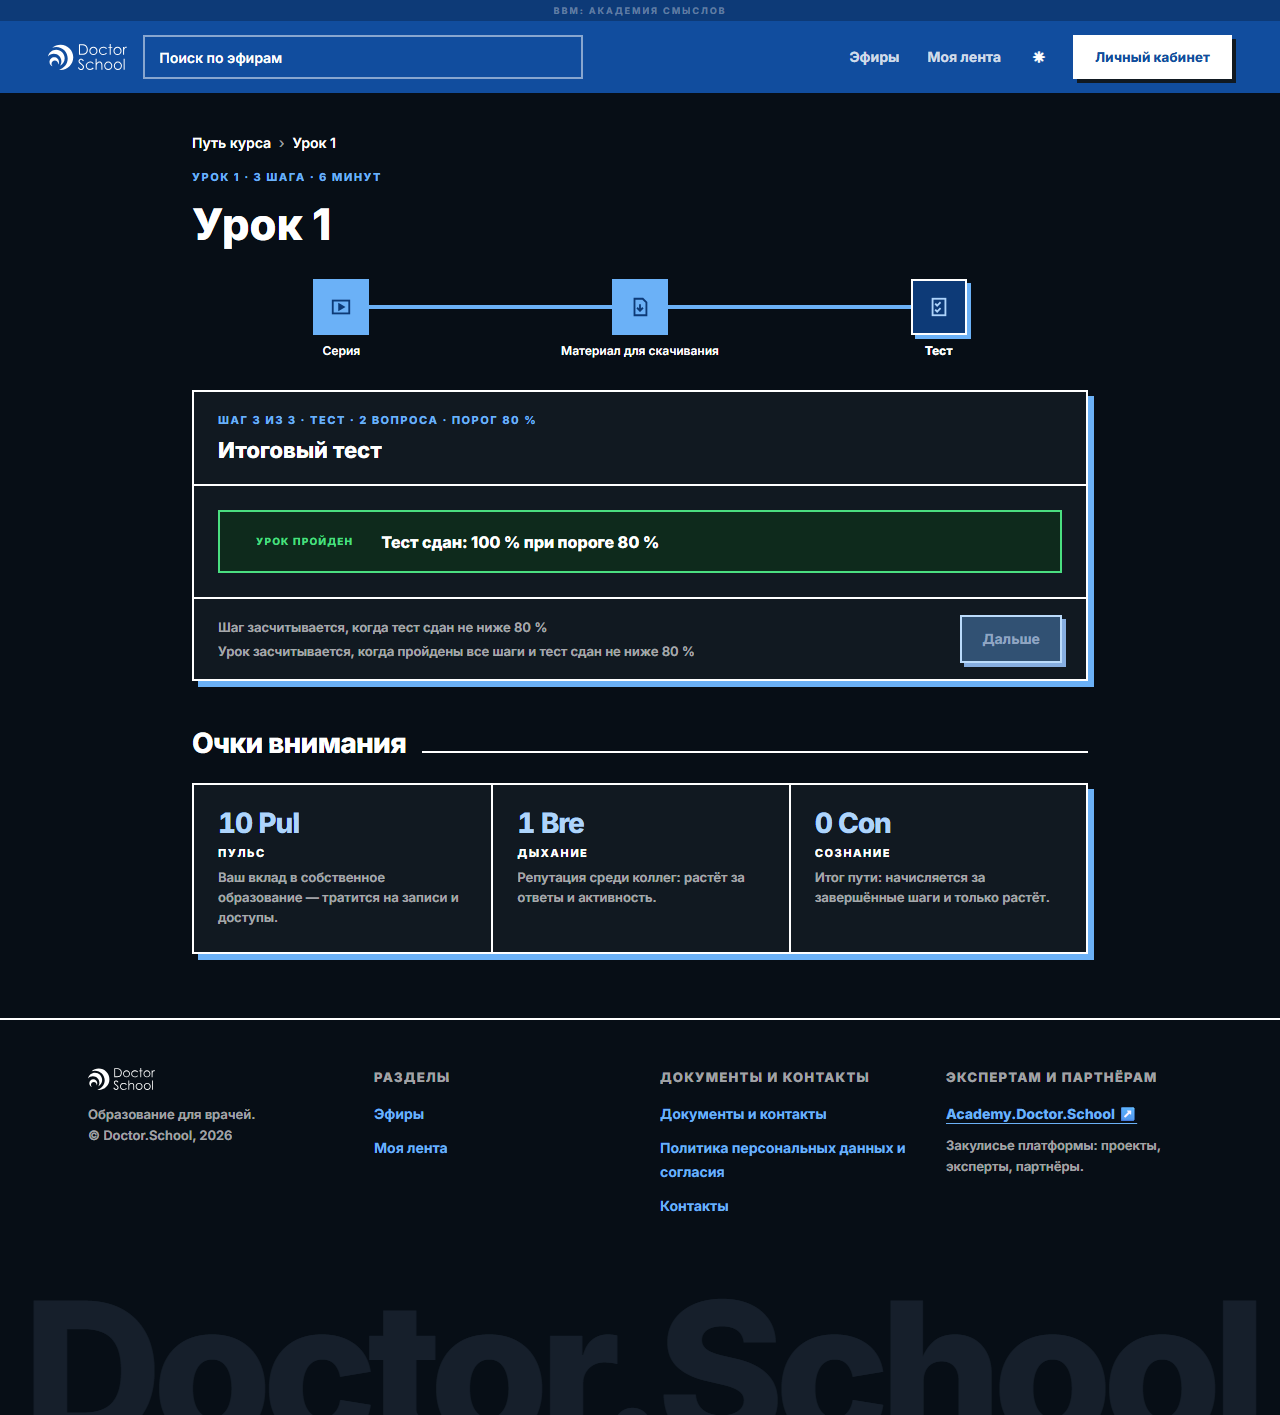 ВВМ: АКАДЕМИЯ СМЫСЛОВ
Doctor
School
Поиск по эфирам
Эфиры
Моя лента
Личный кабинет
Путь курса › Урок 1
УРОК 1 · 3 ШАГА · 6 МИНУТ
Урок 1
Серия
Материал для скачивания
Тест
ШАГ 3 ИЗ 3 · ТЕСТ · 2 ВОПРОСА · ПОРОГ 80 %
Итоговый тест
УРОК ПРОЙДЕН
Тест сдан: 100 % при пороге 80 %
Шаг засчитывается, когда тест сдан не ниже 80 %
Урок засчитывается, когда пройдены все шаги и тест сдан не ниже 80 %
Дальше
Очки внимания
10 Pul
ПУЛЬС
Ваш вклад в собственное
образование — тратится на записи и
доступы.
1 Bre
ДЫХАНИЕ
Репутация среди коллег: растёт за
ответы и активность.
0 Con
СОЗНАНИЕ
Итог пути: начисляется за
завершённые шаги и только растёт.
Doctor
School
Образование для врачей.
© Doctor.School, 2026
РАЗДЕЛЫ
Эфиры
Моя лента
ДОКУМЕНТЫ И КОНТАКТЫ
Документы и контакты
Политика персональных данных и
согласия
Контакты
ЭКСПЕРТАМ И ПАРТНЁРАМ
Academy.Doctor.School
Закулисье платформы: проекты,
эксперты, партнёры.
Doctor.School